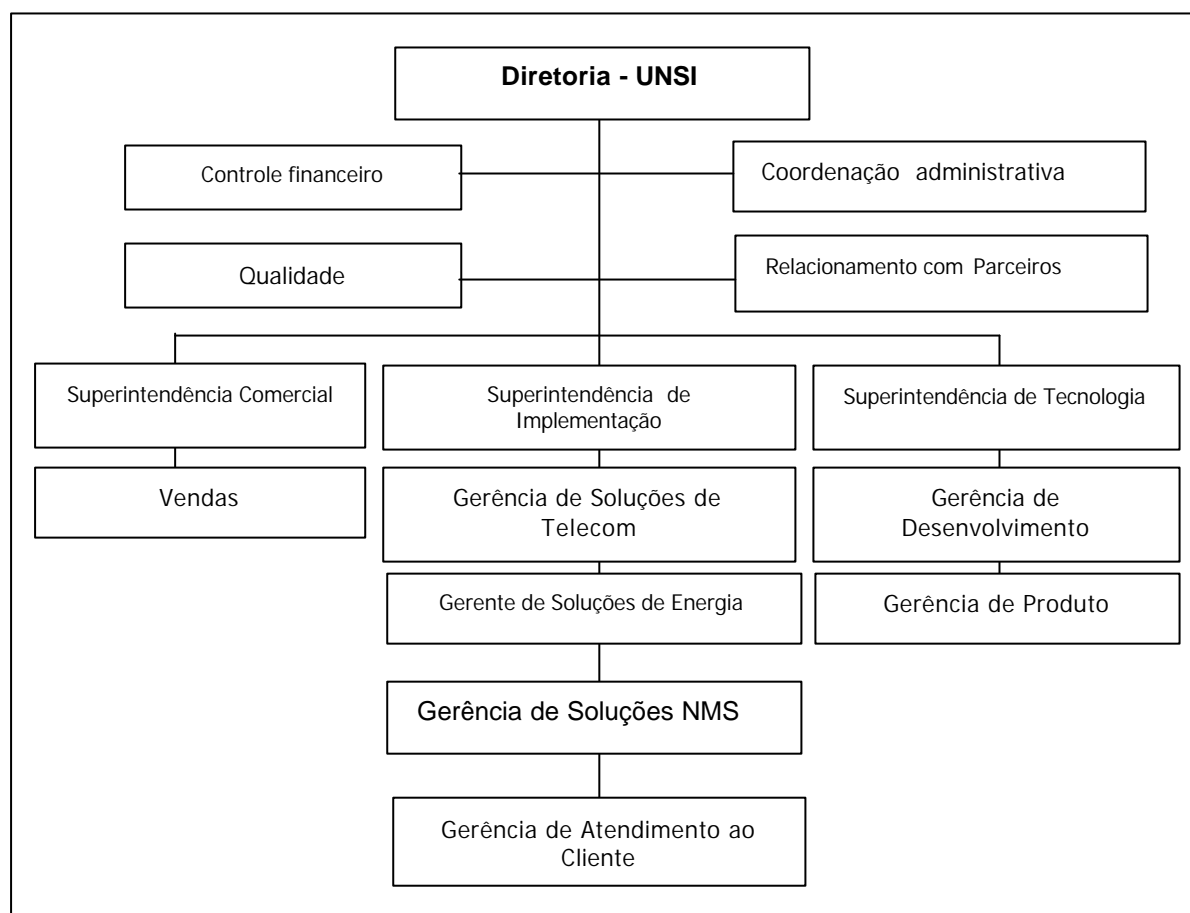 Diretoria - UNSI
Controle financeiro
Coordenação administrativa
Qualidade
Relacionamento com Parceiros
Superintendência Comercial
Superintendência de
Implementação
Superintendência de Tecnologia
Vendas
Gerência de Soluções de
Telecom
Gerência de
Desenvolvimento
Gerente de Soluções de Energia
Gerência de Produto
Gerência de Soluções NMS
Gerência de Atendimento ao
Cliente